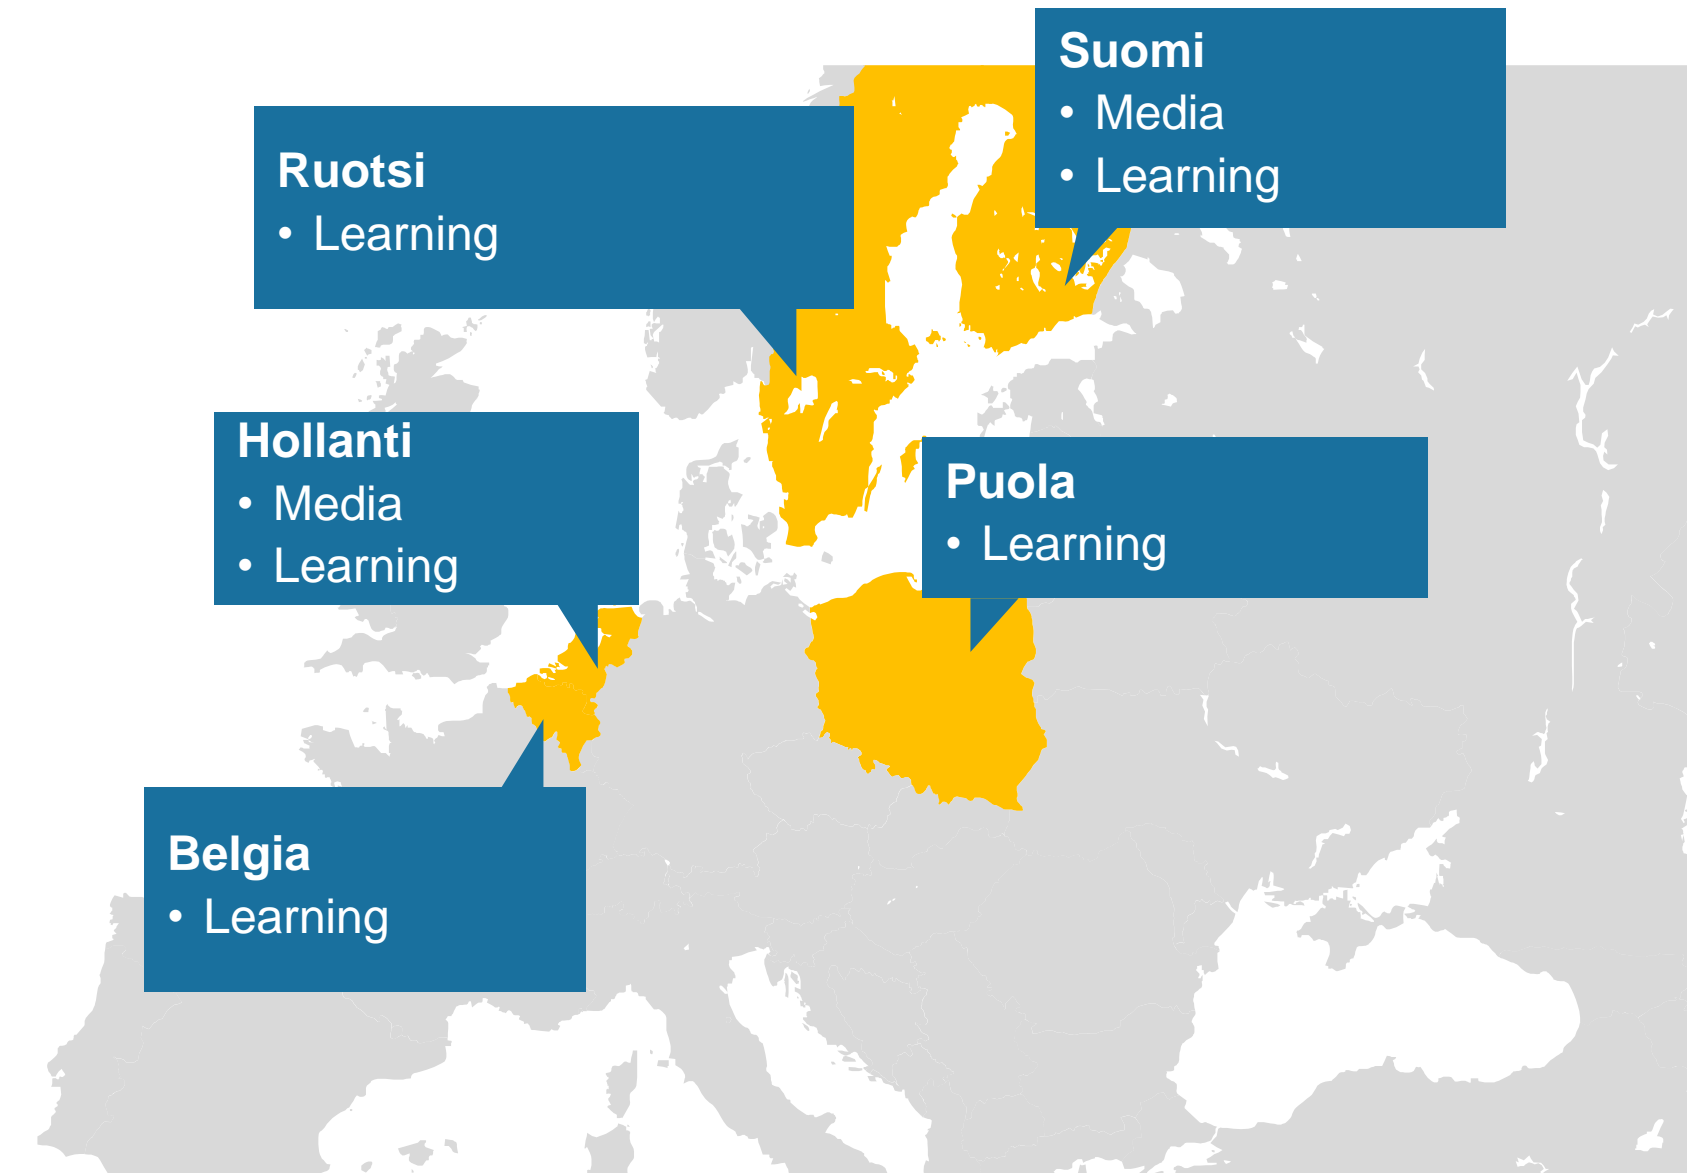 Suomi
• Media
• Learning
Ruotsi
• Learning
Hollanti
• Media
• Learning
Puola
• Learning
Belgia
• Learning